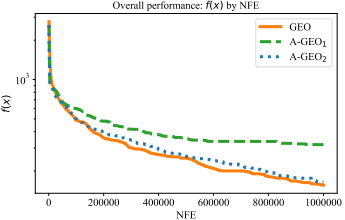 Overall performance: f(x) by NFE
GEO
A-GEO₁
A-GEO₂
10³
f(x)
0 200000 400000 600000 800000 1000000
NFE